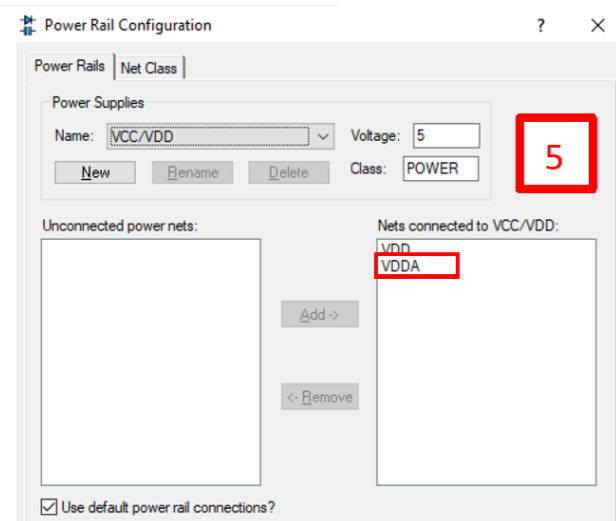 Power Rail Configuration ? ×
Power Rails Net Class
Power Supplies
Name: VCC/VDD Voltage: 5
New Rename Delete Class: POWER
5
Unconnected power nets: Nets connected to VCC/VDD:
VDD
VDDA
Add ->
<- Remove
Use default power rail connections?